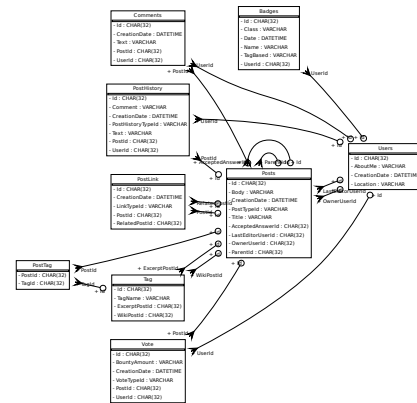 Comments
- Id : CHAR(32)
- CreationDate : DATETIME
- Text : VARCHAR
- PostId : CHAR(32)
- UserId : CHAR(32)
Badges
- Id : CHAR(32)
- Class : VARCHAR
- Date : DATETIME
- Name : VARCHAR
- TagBased : VARCHAR
- UserId : CHAR(32)
UserId
+ PostId
UserId
PostHistory
- Id : CHAR(32)
- Comment : VARCHAR
- CreationDate : DATETIME
- PostHistoryTypeId : VARCHAR
- Text : VARCHAR
- PostId : CHAR(32)
- UserId : CHAR(32)
UserId
PostId
+ Id
+ Id
Users
- Id : CHAR(32)
- AboutMe : VARCHAR
- CreationDate : DATETIME
- Location : VARCHAR
Posts
- Id : CHAR(32)
- Body : VARCHAR
- CreationDate : DATETIME
- PostTypeId : VARCHAR
- Title : VARCHAR
- AcceptedAnswerId : CHAR(32)
- LastEditorUserId : CHAR(32)
- OwnerUserId : CHAR(32)
- ParentId : CHAR(32)
OwnerUserId
+ Id
PostLink
- Id : CHAR(32)
- CreationDate : DATETIME
- LinkTypeId : VARCHAR
- PostId : CHAR(32)
- RelatedPostId : CHAR(32)
PostTag
- PostId : CHAR(32)
- TagId : CHAR(32)
PostId
TagId
+ Id
+ ExcerptPostId
WikiPostId
Tag
- Id : CHAR(32)
- TagName : VARCHAR
- ExcerptPostId : CHAR(32)
- WikiPostId : CHAR(32)
+ Id
+ PostId
UserId
Vote
- Id : CHAR(32)
- BountyAmount : VARCHAR
- CreationDate : DATETIME
- VoteTypeId : VARCHAR
- PostId : CHAR(32)
- UserId : CHAR(32)